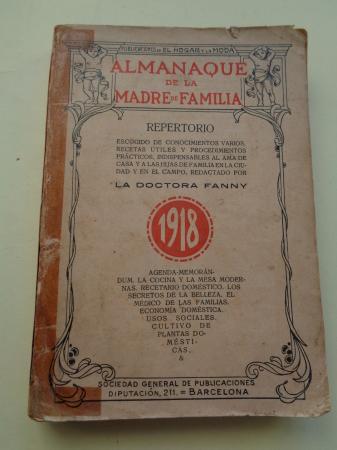 PUBLICACIONES DE EL HOGAR Y LA MODA
ALMANAQUE
DE LA
MADRE DE FAMILIA
REPERTORIO
ESCOGIDO DE CONOCIMIENTOS VARIOS,
RECETAS ÚTILES Y PROCEDIMIENTOS
PRÁCTICOS, INDISPENSABLES AL AMA DE
CASA Y A LAS HIJAS DE FAMILIA EN LA CIU-
DAD Y EN EL CAMPO, REDACTADO POR
LA DOCTORA FANNY
1918
AGENDA-MEMORÁN-
DUM. LA COCINA Y LA MESA MODER-
NAS. RECETARIO DOMÉSTICO. LOS
SECRETOS DE LA BELLEZA. EL
MÉDICO DE LAS FAMILIAS.
ECONOMÍA DOMÉSTICA.
USOS SOCIALES.
CULTIVO DE
PLANTAS DO-
MÉSTI-
CAS,
&
SOCIEDAD GENERAL DE PUBLICACIONES
DIPUTACIÓN, 211. = BARCELONA